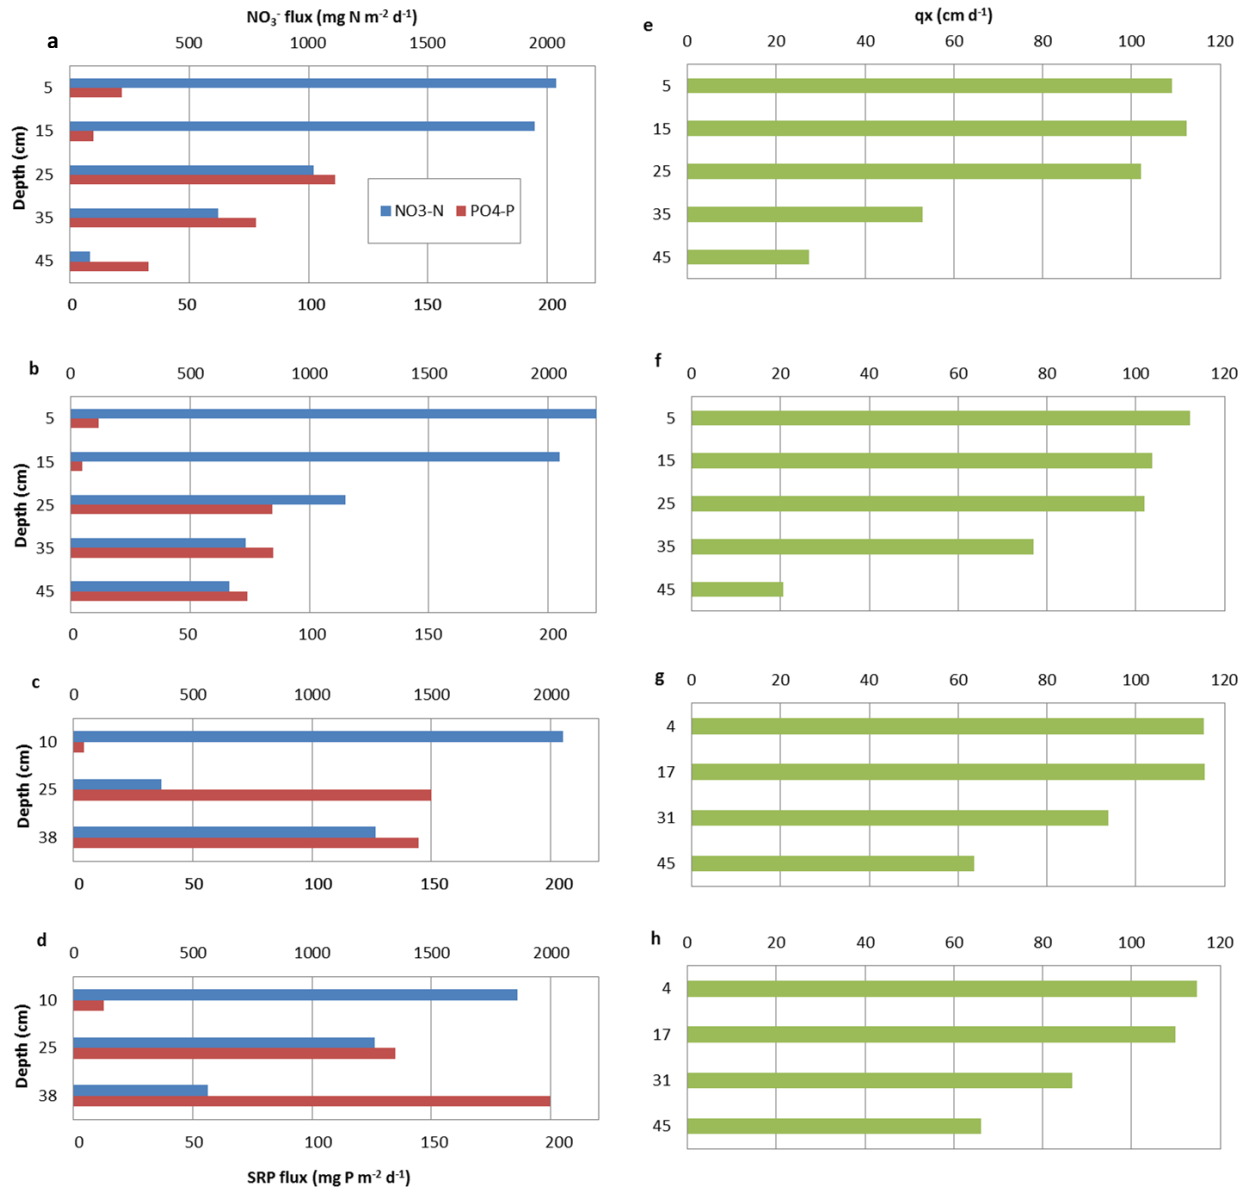 NO₃⁻ flux (mg N m⁻² d⁻¹)
a
500 1000 1500 2000
Depth (cm)
5
15
25
35
45
NO3-N PO4-P
0 50 100 150 200
e
qx (cm d⁻¹)
0 20 40 60 80 100 120
5
15
25
35
45
b
0 500 1000 1500 2000
Depth (cm)
5
15
25
35
45
0 50 100 150 200
f
0 20 40 60 80 100 120
5
15
25
35
45
c
0 500 1000 1500 2000
Depth (cm)
10
25
38
0 50 100 150 200
g
0 20 40 60 80 100 120
4
17
31
45
d
0 500 1000 1500 2000
Depth (cm)
10
25
38
0 50 100 150 200
SRP flux (mg P m⁻² d⁻¹)
h
0 20 40 60 80 100 120
4
17
31
45